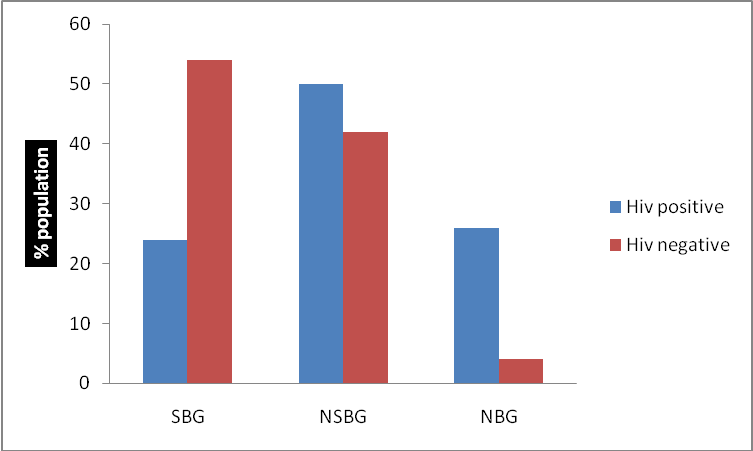 60
50
40
30
20
10
0
% population
SBG NSBG NBG
Hiv positive
Hiv negative